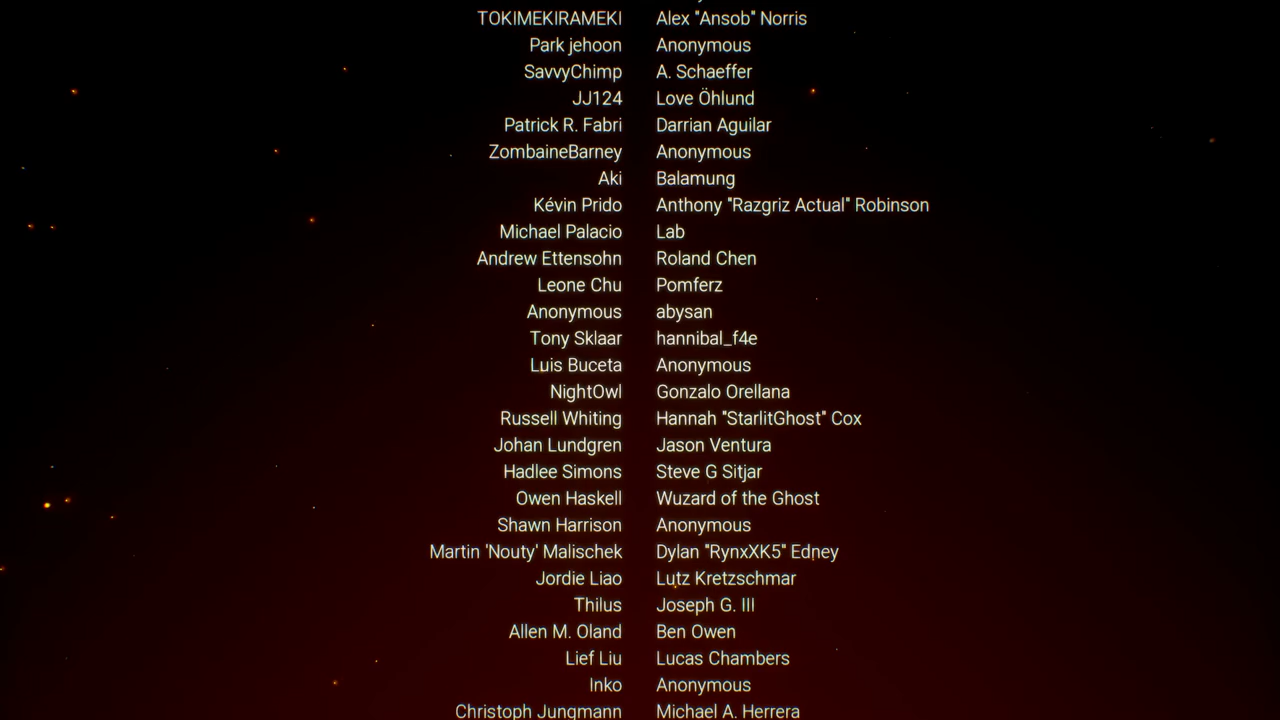 TOKIMEKIRAMEKI Alex "Ansob" Norris
Park jehoon Anonymous
SavvyChimp A. Schaeffer
JJ124 Love Öhlund
Patrick R. Fabri Darrian Aguilar
ZombaineBarney Anonymous
Aki Balamung
Kévin Prido Anthony "Razgriz Actual" Robinson
Michael Palacio Lab
Andrew Ettensohn Roland Chen
Leone Chu Pomferz
Anonymous abysan
Tony Sklaar hannibal_f4e
Luis Buceta Anonymous
NightOwl Gonzalo Orellana
Russell Whiting Hannah "StarlitGhost" Cox
Johan Lundgren Jason Ventura
Hadlee Simons Steve G Sitjar
Owen Haskell Wuzard of the Ghost
Shawn Harrison Anonymous
Martin 'Nouty' Malischek Dylan "RynxXK5" Edney
Jordie Liao Lutz Kretzschmar
Thilus Joseph G. III
Allen M. Oland Ben Owen
Lief Liu Lucas Chambers
Inko Anonymous
Christoph Jungmann Michael A. Herrera